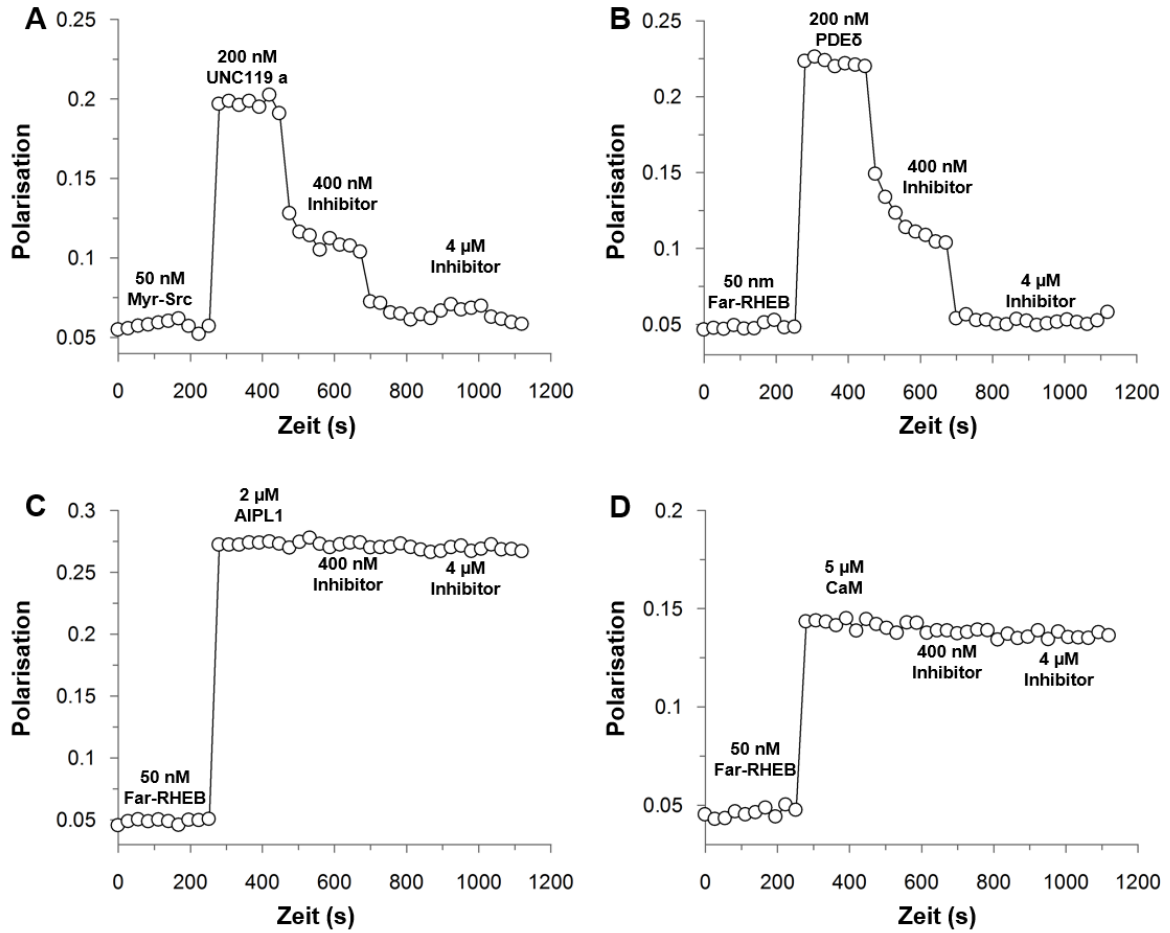 A
0.25
0.2
0.15
0.1
0.05
Polarisation
200 nM
UNC119 a
400 nM
Inhibitor
4 µM
Inhibitor
50 nM
Myr-Src
0 200 400 600 800 1000 1200
Zeit (s)
B
0.25
0.2
0.15
0.1
0.05
Polarisation
200 nM
PDEδ
400 nM
Inhibitor
50 nm
Far-RHEB
4 µM
Inhibitor
0 200 400 600 800 1000 1200
Zeit (s)
C
0.3
0.25
0.2
0.15
0.1
0.05
Polarisation
2 µM
AIPL1
400 nM
Inhibitor
4 µM
Inhibitor
50 nM
Far-RHEB
0 200 400 600 800 1000 1200
Zeit (s)
D
0.2
0.15
0.1
0.05
Polarisation
5 µM
CaM
400 nM
Inhibitor
4 µM
Inhibitor
50 nM
Far-RHEB
0 200 400 600 800 1000 1200
Zeit (s)